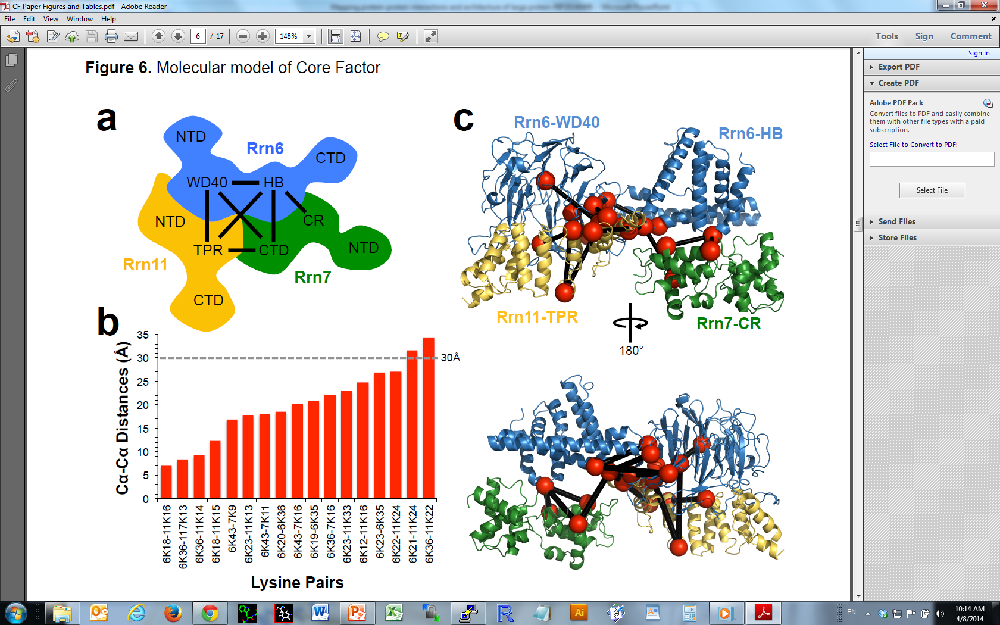 CF Paper Figures and Tables.pdf - Adobe Reader
File Edit View Window Help
6 / 17 148%
Tools Sign Comment
Sign In
Export PDF
Create PDF
Adobe PDF Pack
Convert files to PDF and easily combine
them with other file types with a paid
subscription.
Select File to Convert to PDF:
Select File
Send Files
Store Files
Figure 6. Molecular model of Core Factor
a
NTD
Rrn6
CTD
WD40
HB
NTD
CR
TPR
CTD
NTD
Rrn11
Rrn7
CTD
b
Cα-Cα Distances (Å)
35
30
25
20
15
10
5
0
30Å
6K18-11K16
6K36-117K13
6K36-11K14
6K18-11K15
6K43-7K9
6K23-11K13
6K43-7K11
6K20-6K36
6K43-7K16
6K19-6K35
6K36-7K16
6K23-11K33
6K12-11K16
6K23-6K35
6K22-11K24
6K21-11K24
6K36-11K22
Lysine Pairs
c
Rrn6-WD40
Rrn6-HB
Rrn11-TPR
Rrn7-CR
180°
EN
10:14 AM
4/8/2014